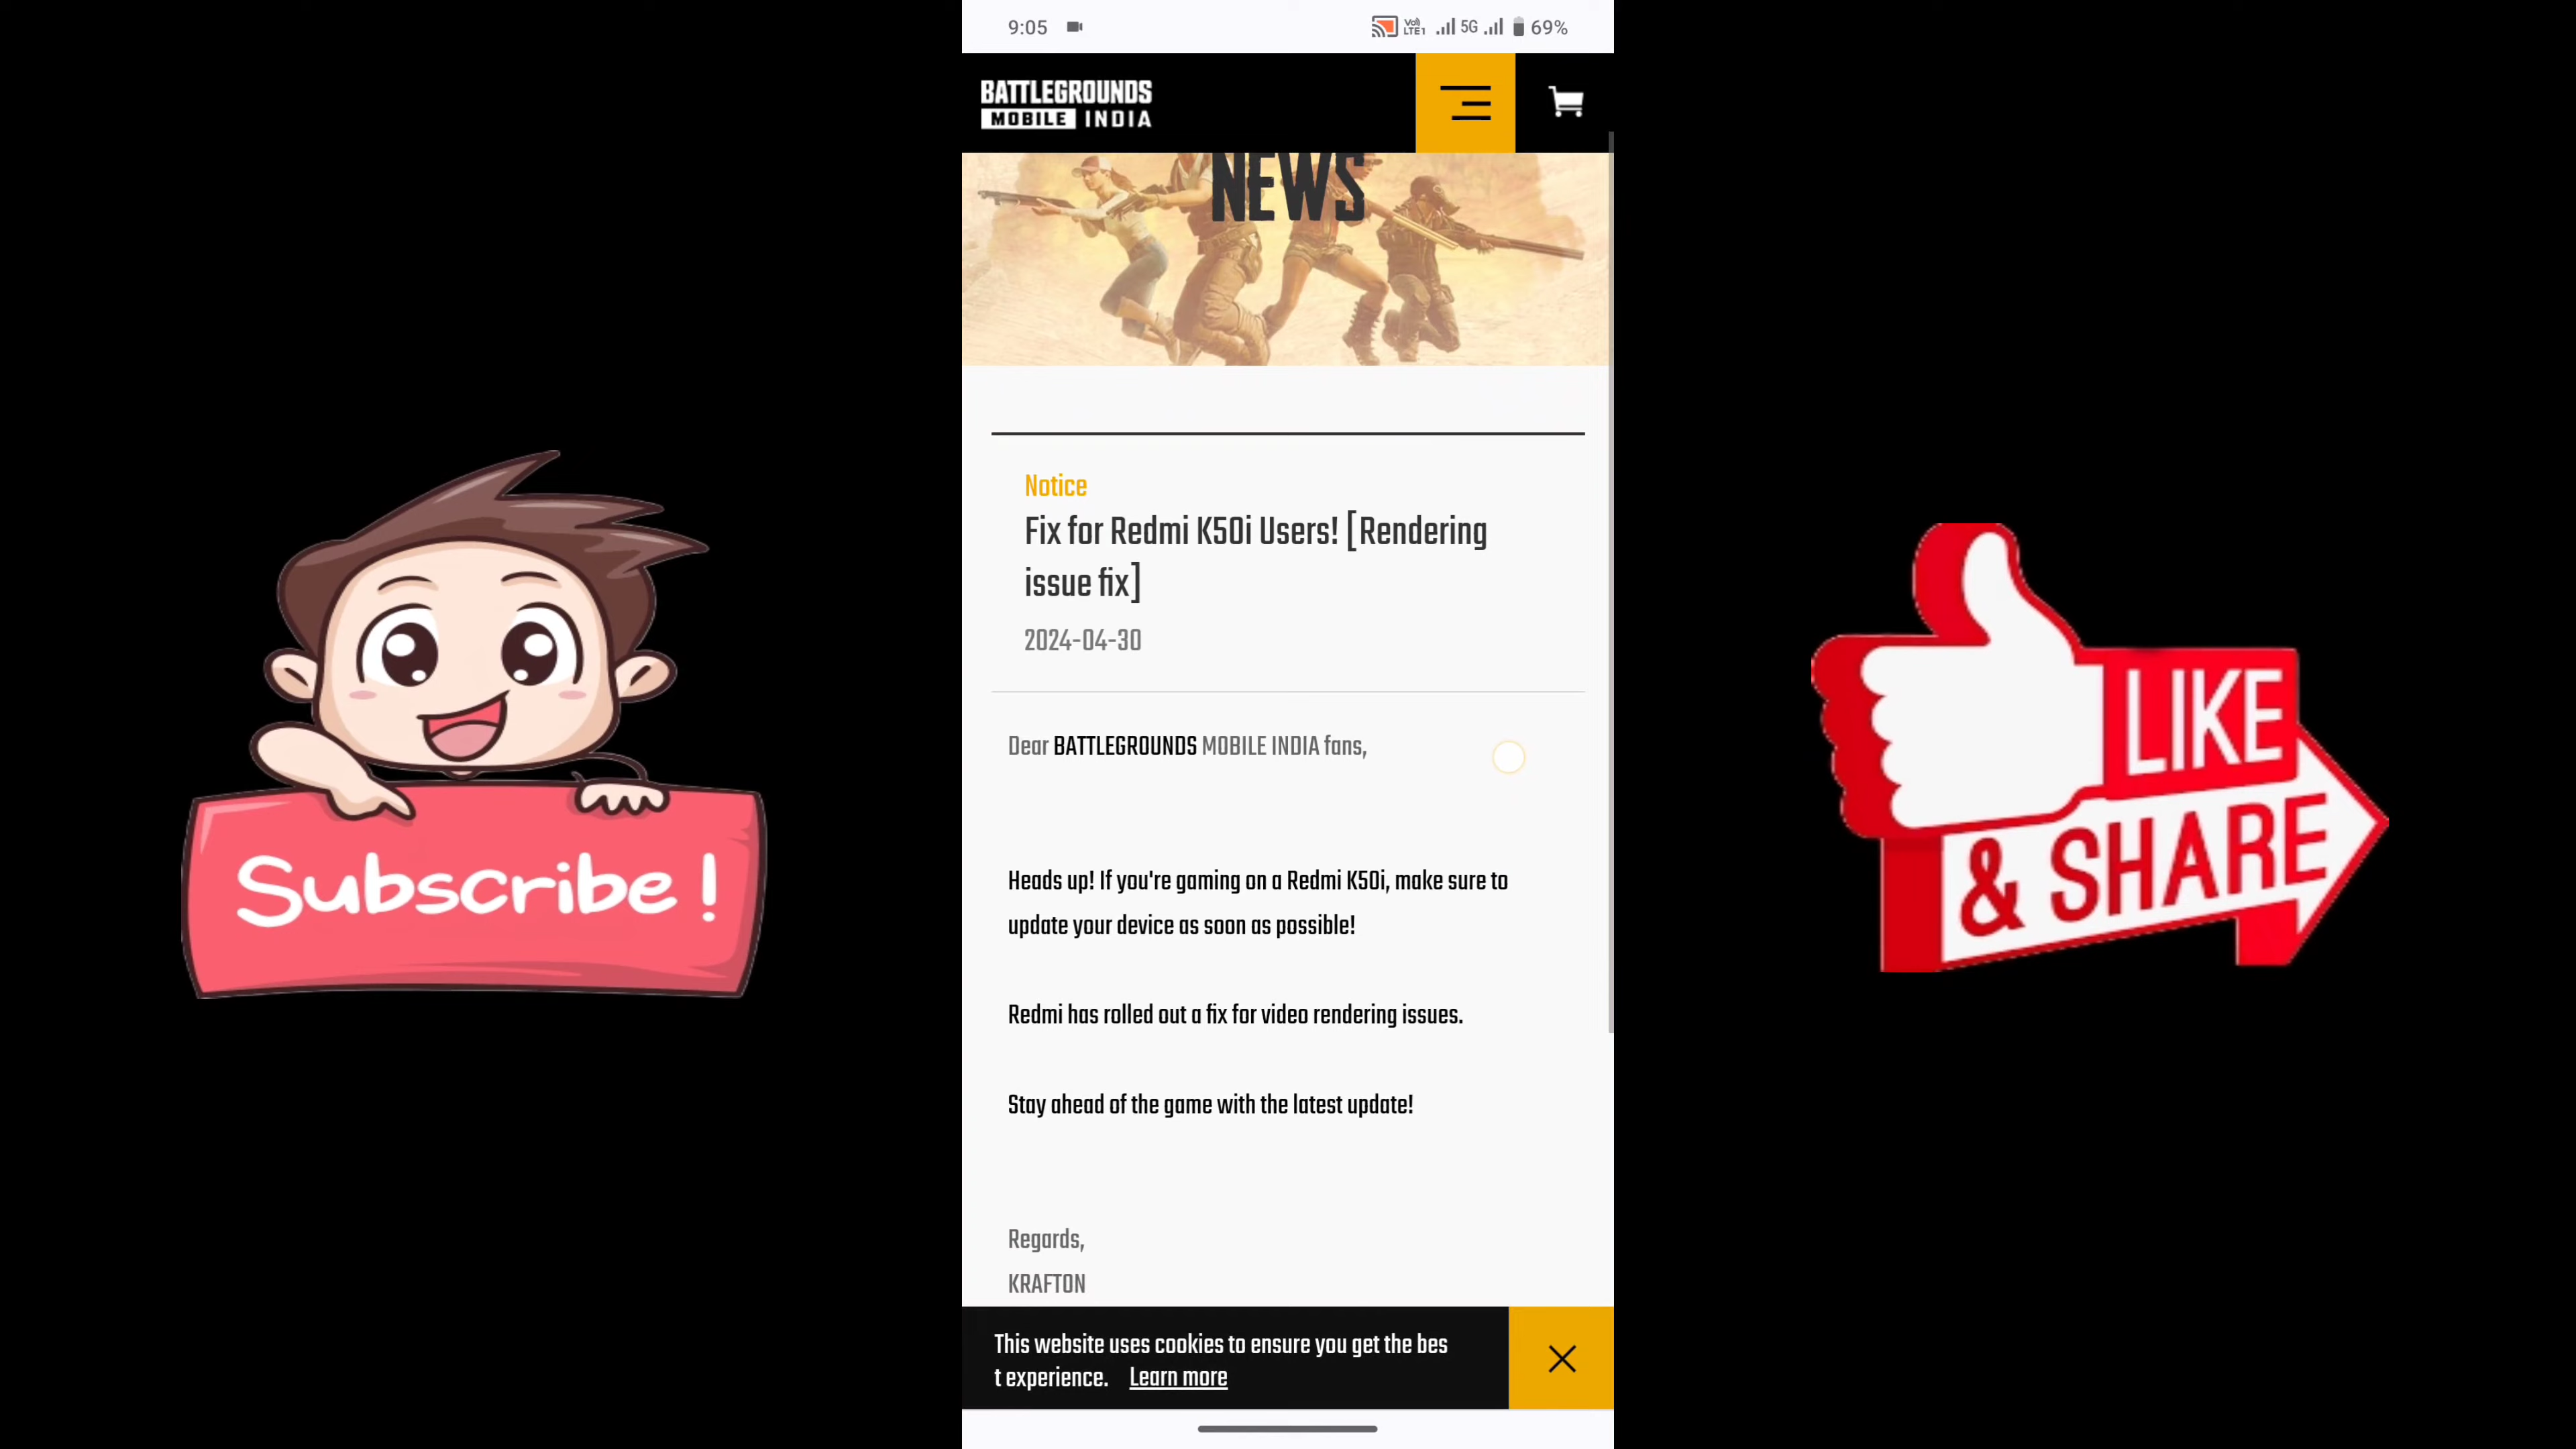 9:05
Vo)) LTE1 5G 69%
BATTLEGROUNDS
MOBILE INDIA
NEWS
Notice
Fix for Redmi K50i Users! [Rendering
issue fix]
2024-04-30
Dear BATTLEGROUNDS MOBILE INDIA fans,
Heads up! If you're gaming on a Redmi K50i, make sure to
update your device as soon as possible!
Redmi has rolled out a fix for video rendering issues.
Stay ahead of the game with the latest update!
Regards,
KRAFTON
This website uses cookies to ensure you get the bes
t experience. Learn more
Subscribe!
LIKE
& SHARE